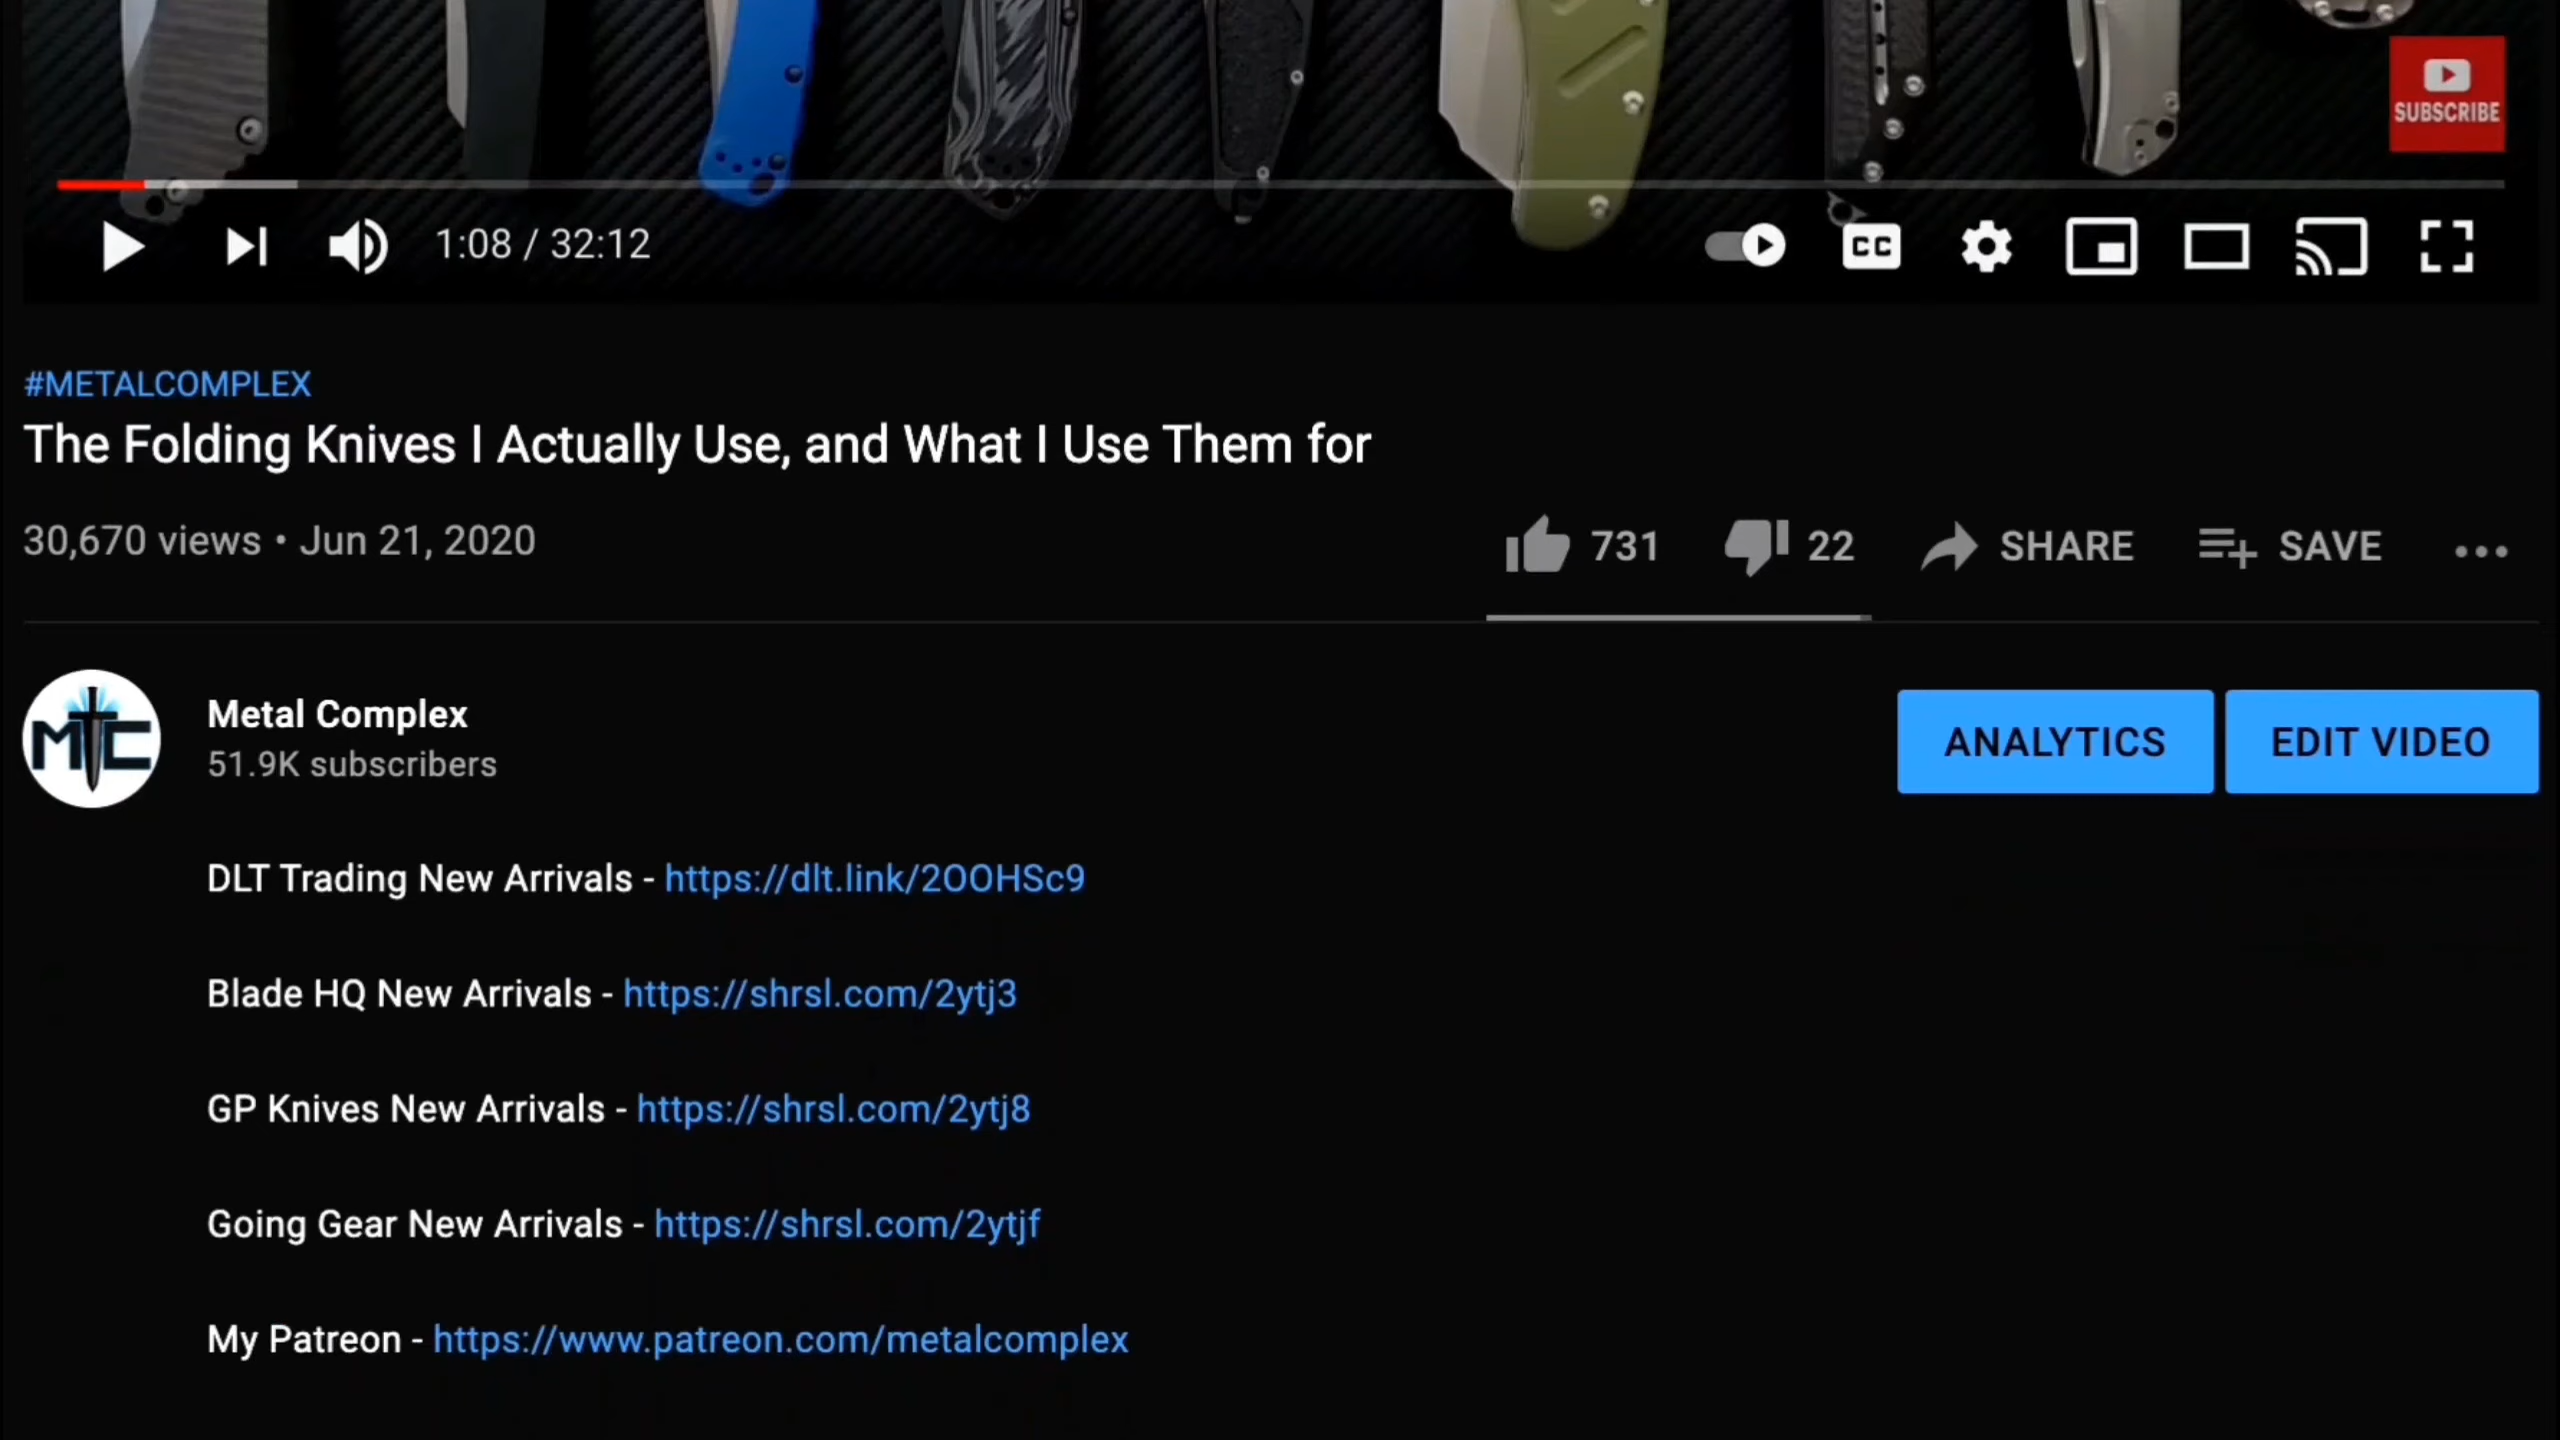 SUBSCRIBE
1:08 / 32:12
CC
#METALCOMPLEX
The Folding Knives I Actually Use, and What I Use Them for
30,670 views • Jun 21, 2020
731
22
SHARE
SAVE
MTC
Metal Complex
51.9K subscribers
ANALYTICS
EDIT VIDEO
DLT Trading New Arrivals - https://dlt.link/2OOHSc9
Blade HQ New Arrivals - https://shrsl.com/2ytj3
GP Knives New Arrivals - https://shrsl.com/2ytj8
Going Gear New Arrivals - https://shrsl.com/2ytjf
My Patreon - https://www.patreon.com/metalcomplex